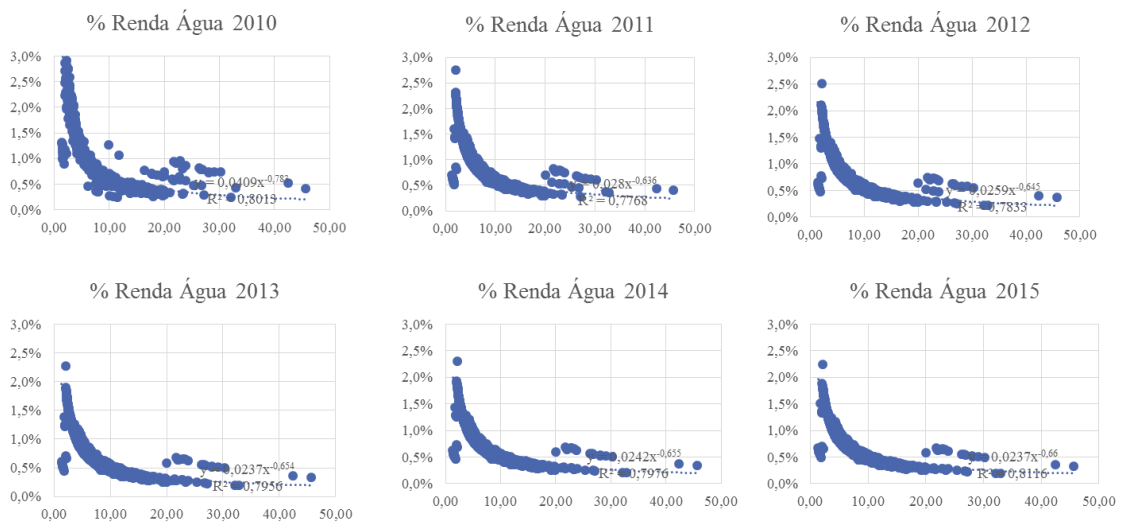 % Renda Água 2010
3,0%
2,5%
2,0%
1,5%
1,0%
0,5%
0,0%
y = 0,0409x^-0,782
R² = 0,8013
0,00 10,00 20,00 30,00 40,00 50,00
% Renda Água 2011
3,0%
2,5%
2,0%
1,5%
1,0%
0,5%
0,0%
y = 0,028x^-0,636
R² = 0,7768
0,00 10,00 20,00 30,00 40,00 50,00
% Renda Água 2012
3,0%
2,5%
2,0%
1,5%
1,0%
0,5%
0,0%
y = 0,0259x^-0,645
R² = 0,7833
0,00 10,00 20,00 30,00 40,00 50,00
% Renda Água 2013
3,0%
2,5%
2,0%
1,5%
1,0%
0,5%
0,0%
y = 0,0237x^-0,654
R² = 0,7956
0,00 10,00 20,00 30,00 40,00 50,00
% Renda Água 2014
3,0%
2,5%
2,0%
1,5%
1,0%
0,5%
0,0%
y = 0,0242x^-0,655
R² = 0,7976
0,00 10,00 20,00 30,00 40,00 50,00
% Renda Água 2015
3,0%
2,5%
2,0%
1,5%
1,0%
0,5%
0,0%
y = 0,0237x^-0,66
R² = 0,8116
0,00 10,00 20,00 30,00 40,00 50,00